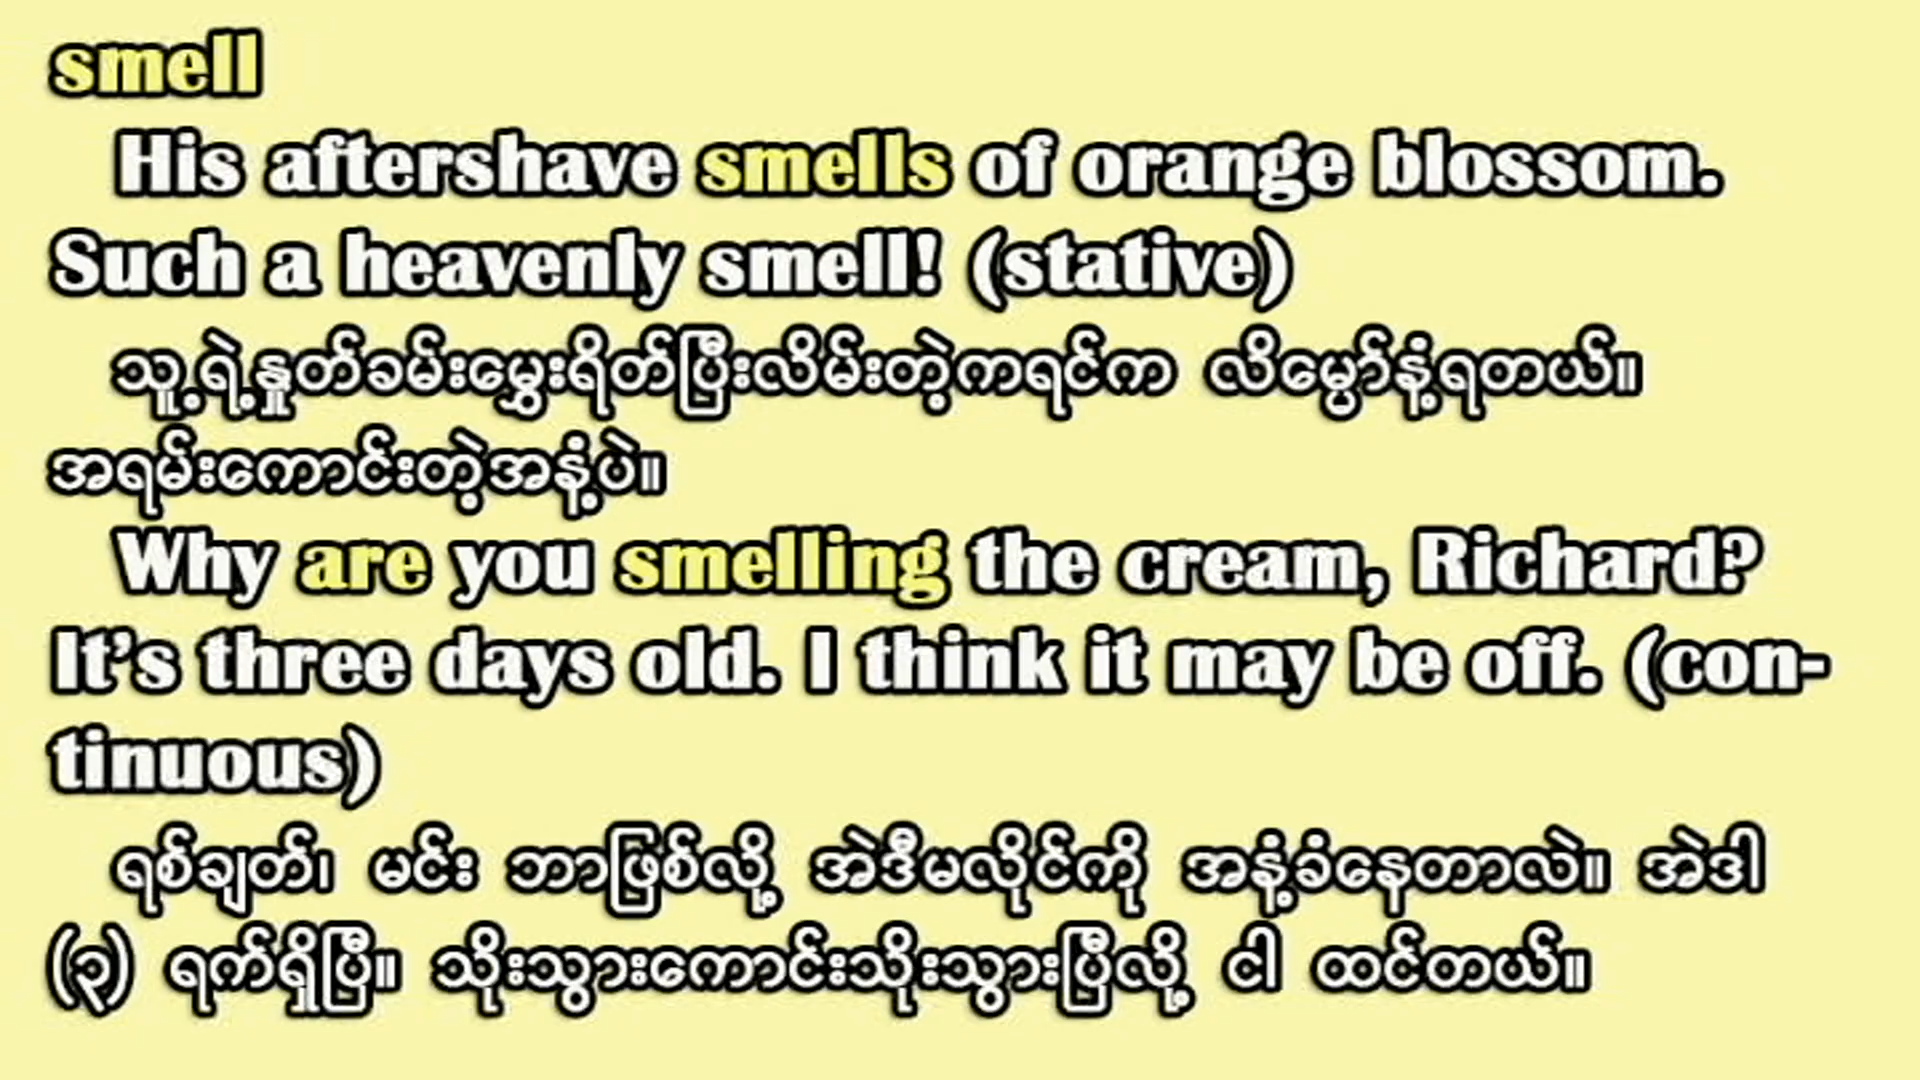 smell
His aftershave smells of orange blossom.
Such a heavenly smell! (stative)
သူ့ရဲ့နှုတ်ခမ်းမွှေးရိတ်ပြီးလိမ်းတဲ့ကရင်က လိမ္မော်နံ့ရတယ်။
အရမ်းကောင်းတဲ့အနံ့ပဲ။
Why are you smelling the cream, Richard?
It’s three days old. I think it may be off. (con-
tinuous)
ရစ်ချတ်၊ မင်း ဘာဖြစ်လို့ အဲဒီမလိုင်ကို အနံ့ခံနေတာလဲ။ အဲဒါ
(၃) ရက်ရှိပြီ။ သိုးသွားကောင်းသိုးသွားပြီလို့ ငါ ထင်တယ်။